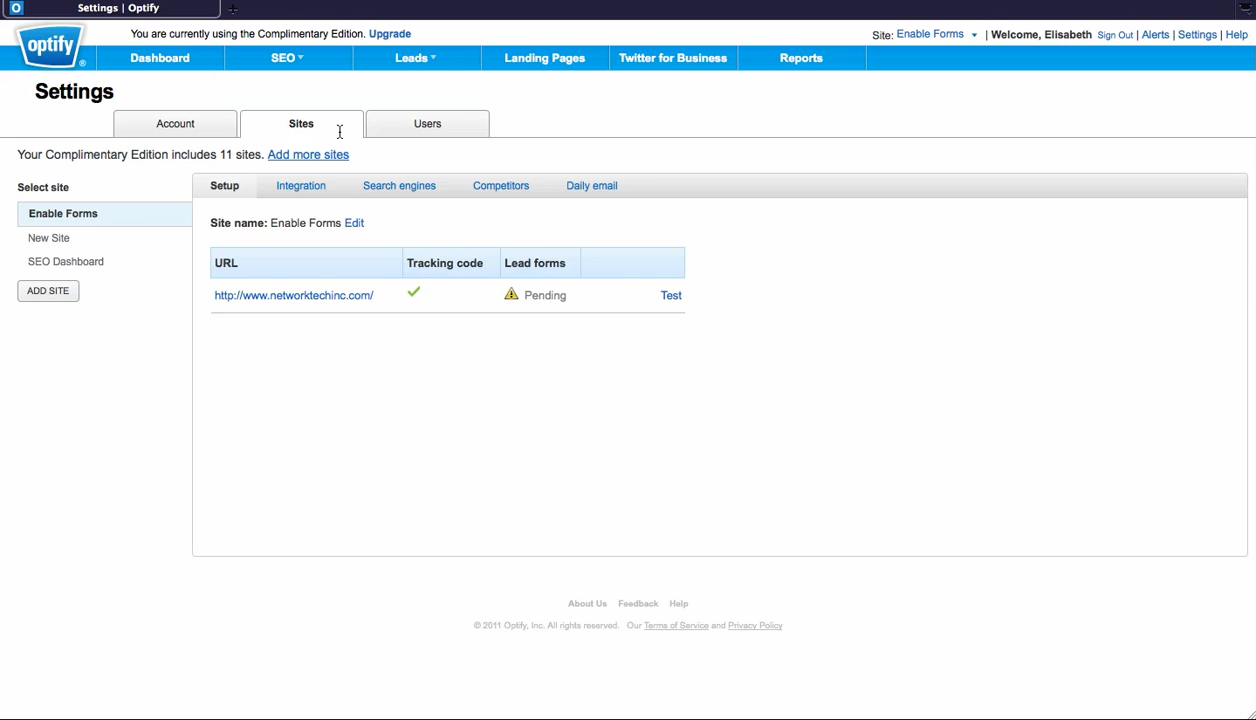 Settings | Optify
You are currently using the Complimentary Edition. Upgrade
Site: Enable Forms | Welcome, Elisabeth Sign Out | Alerts | Settings | Help
optify
Dashboard SEO Leads Landing Pages Twitter for Business Reports
Settings
Account Sites Users
Your Complimentary Edition includes 11 sites. Add more sites
Select site
Enable Forms
New Site
SEO Dashboard
ADD SITE
Setup Integration Search engines Competitors Daily email
Site name: Enable Forms Edit
URL Tracking code Lead forms
http://www.networktechinc.com/ Pending Test
About Us Feedback Help
© 2011 Optify, Inc. All rights reserved. Our Terms of Service and Privacy Policy